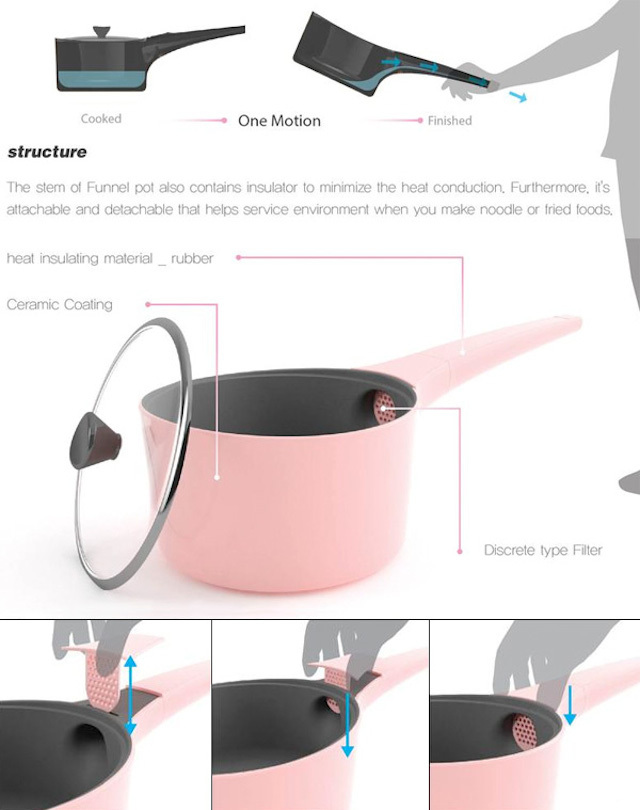 Cooked
One Motion
Finished
structure
The stem of Funnel pot also contains insulator to minimize the heat conduction. Furthermore, it's
attachable and detachable that helps service environment when you make noodle or fried foods.
heat insulating material _ rubber
Ceramic Coating
Discrete type Filter